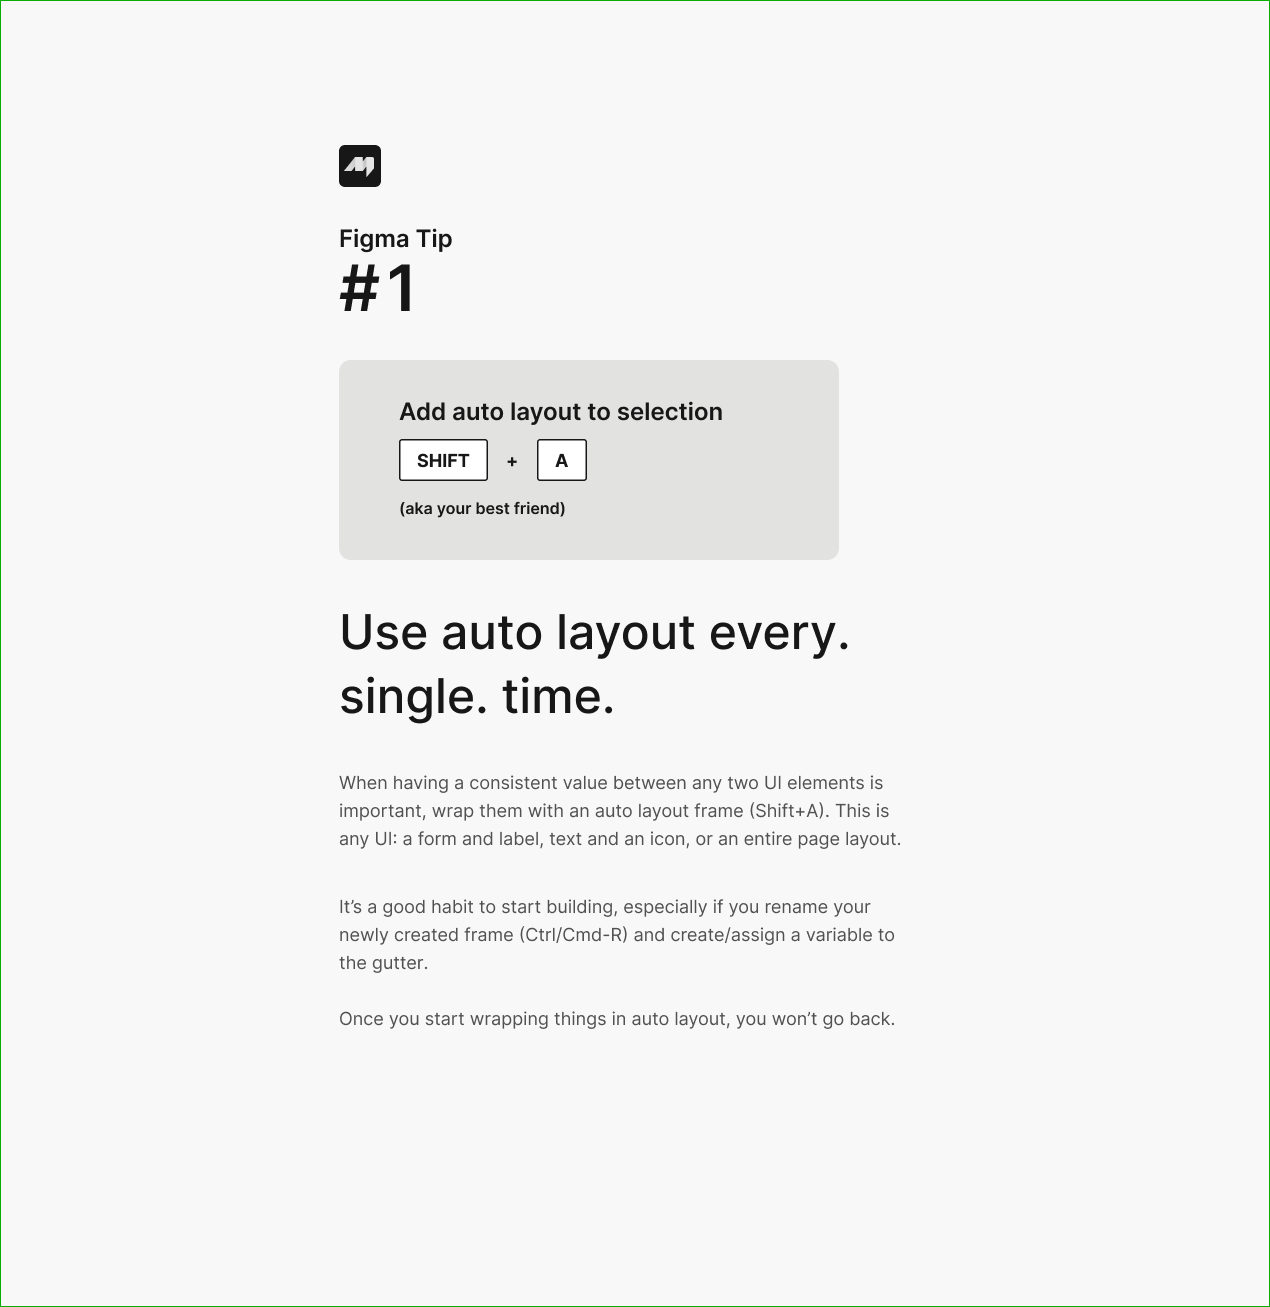 Figma Tip
#1
Add auto layout to selection
SHIFT + A
(aka your best friend)
Use auto layout every.
single. time.
When having a consistent value between any two UI elements is
important, wrap them with an auto layout frame (Shift+A). This is
any UI: a form and label, text and an icon, or an entire page layout.
It’s a good habit to start building, especially if you rename your
newly created frame (Ctrl/Cmd-R) and create/assign a variable to
the gutter.
Once you start wrapping things in auto layout, you won’t go back.